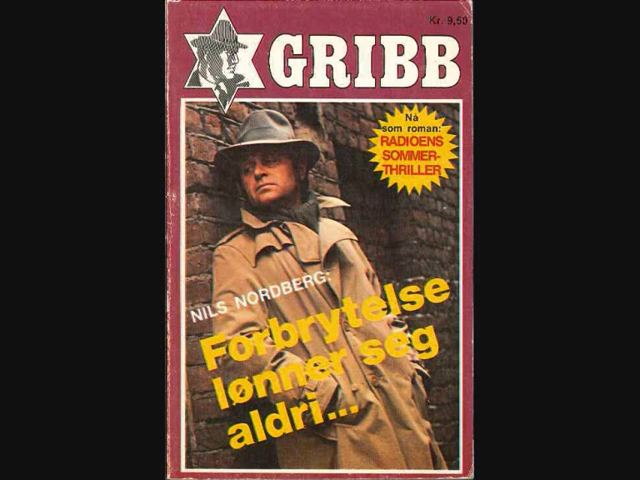 Kr. 9,50
GRIBB
Nå
som roman:
RADIOENS
SOMMER-
THRILLER
NILS NORDBERG:
Forbrytelse
lønner seg
aldri...